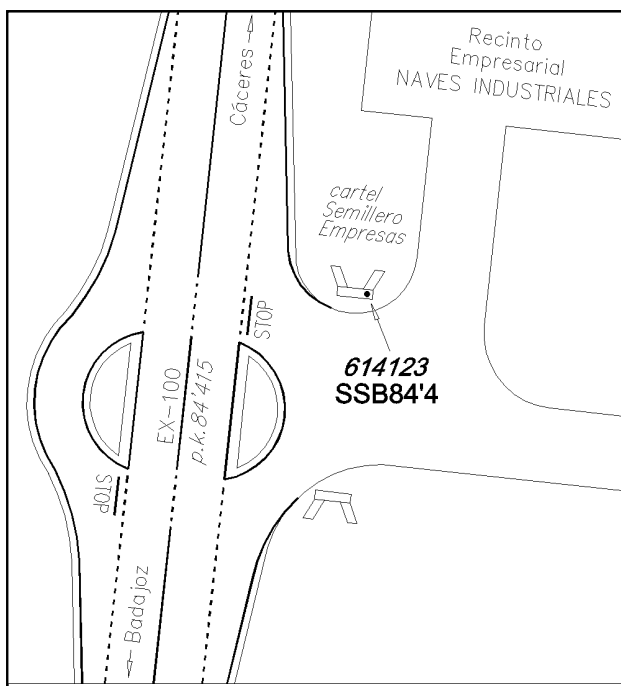 Recinto
Empresarial
NAVES INDUSTRIALES
Cáceres
cartel
Semillero
Empresas
STOP
614123
SSB84'4
EX-100
p.k.84'415
STOP
Badajoz